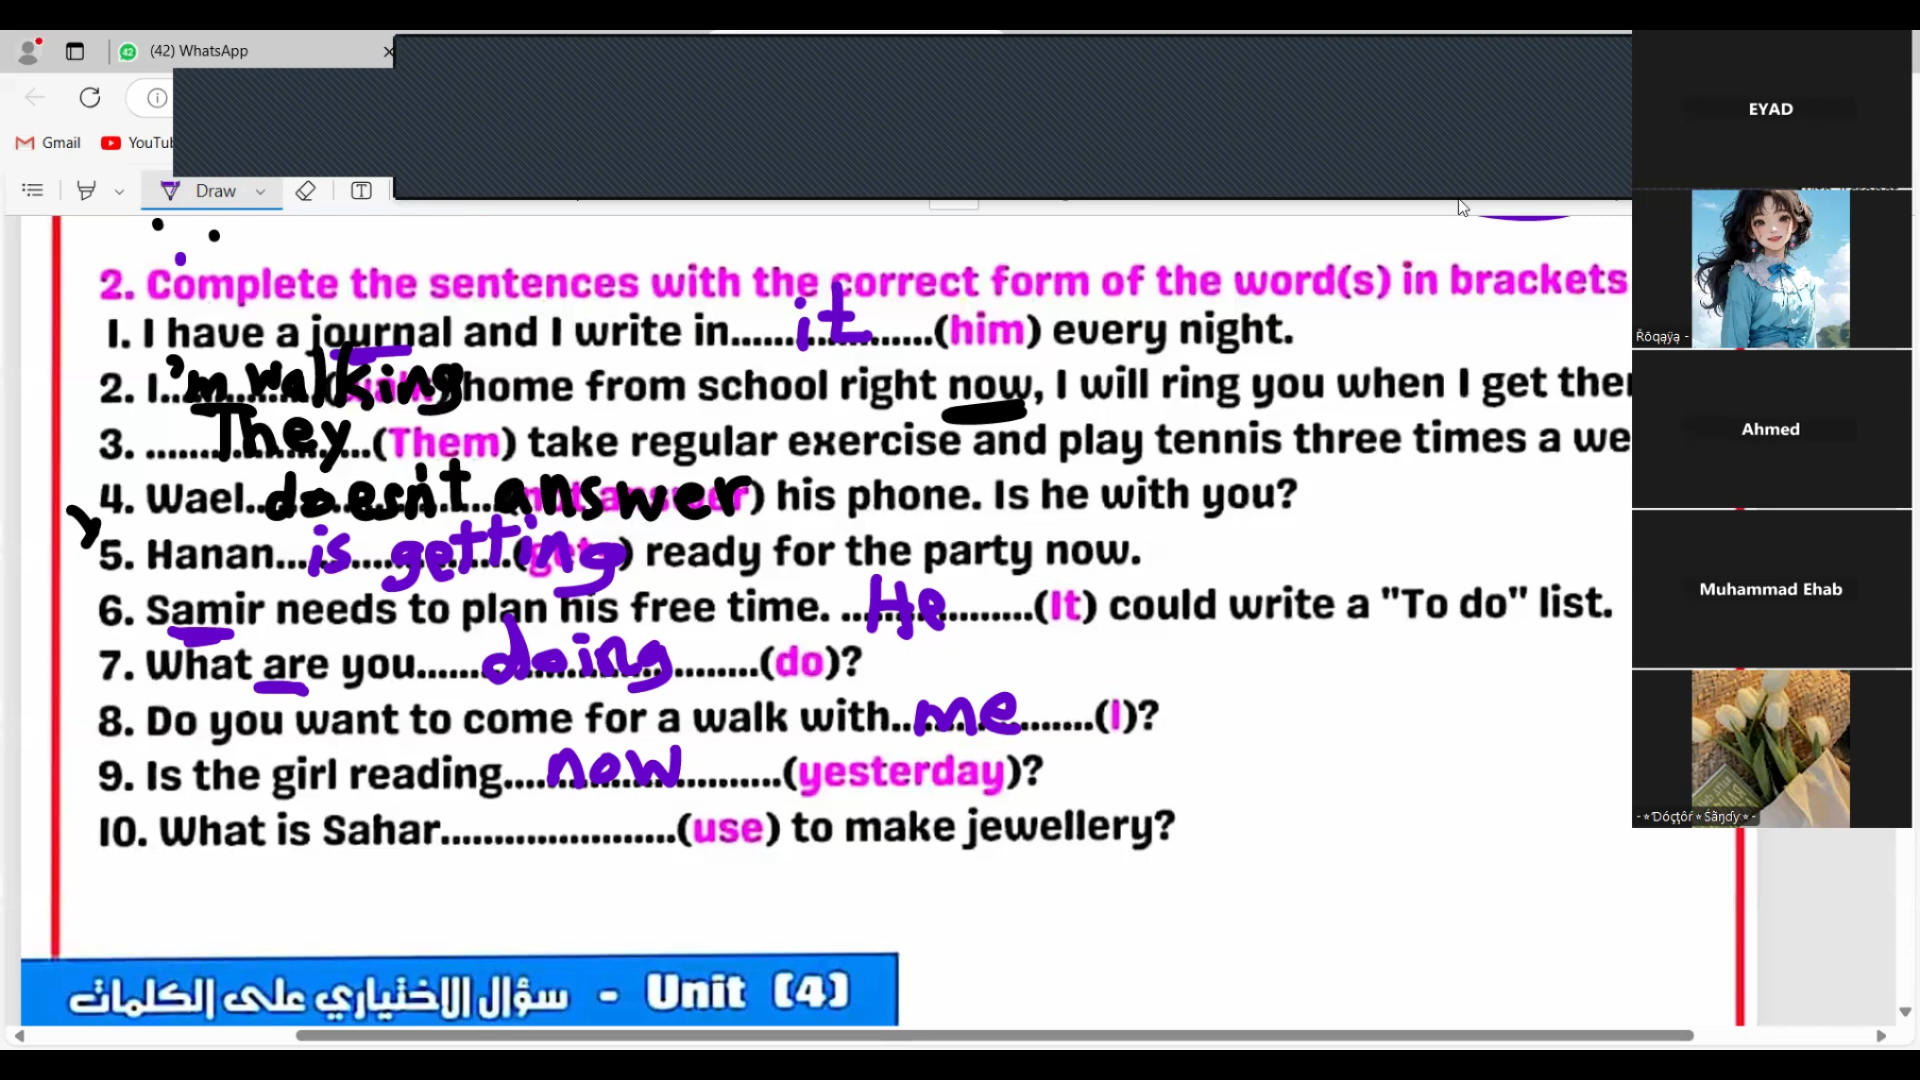 (42) WhatsApp
EYAD
Gmail
YouTub
Draw
2. Complete the sentences with the correct form of the word(s) in brackets
1. I have a journal and I write in......it......(him) every night.
2. I..'m walking home from school right now, I will ring you when I get ther
3. ......They......(Them) take regular exercise and play tennis three times a we
4. Wael...doesn't answer (not answer) his phone. Is he with you?
5. Hanan...is getting...(get) ready for the party now.
6. Samir needs to plan his free time. ...He.........(It) could write a "To do" list.
7. What are you......doing.........(do)?
8. Do you want to come for a walk with..me......(I)?
9. Is the girl reading....now..........(yesterday)?
10. What is Sahar......................(use) to make jewellery?
Unit (4) - سؤال الاختياري على الكلمات
Řōqąÿą -
Ahmed
Muhammad Ehab